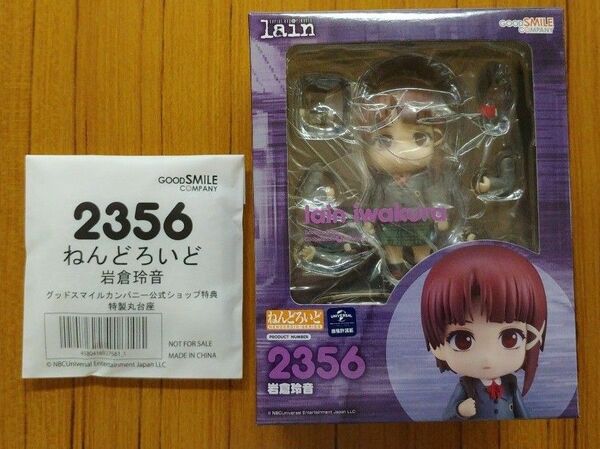 GOODSMILE
COMPANY
2356
ねんどろいど
岩倉玲音
グッドスマイルカンパニー公式ショップ特典
特製丸台座
NOT FOR SALE
MADE IN CHINA
© NBCUniversal Entertainment Japan LLC
lain
GOODSMILE
COMPANY
lain iwakura
ねんどろいど
NENDOROID SERIES
UNIVERSAL
PRODUCT NUMBER
2356
岩倉玲音
© NBCUniversal Entertainment Japan LLC